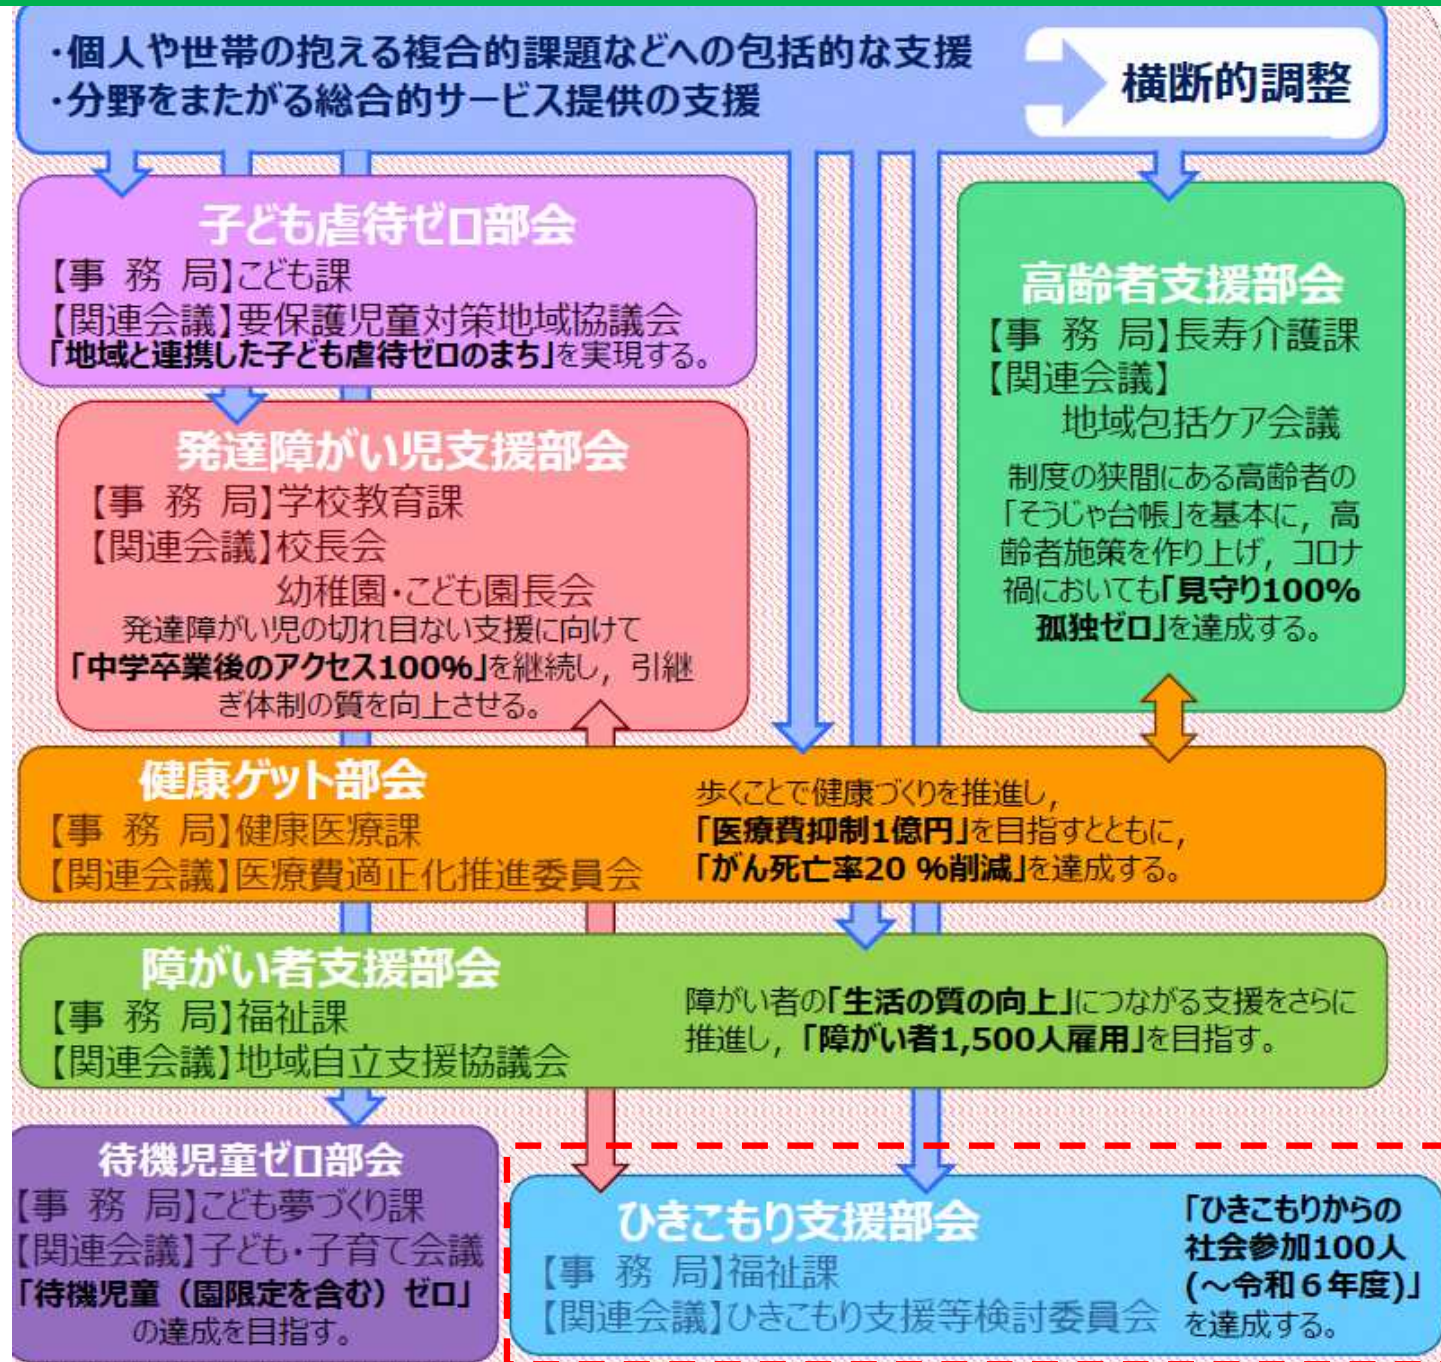 ・個人や世帯の抱える複合的課題などへの包括的な支援
・分野をまたがる総合的サービス提供の支援
横断的調整
子ども虐待ゼロ部会
【事 務 局】こども課
【関連会議】要保護児童対策地域協議会
「地域と連携した子ども虐待ゼロのまち」を実現する。
発達障がい児支援部会
【事 務 局】学校教育課
【関連会議】校長会
幼稚園・こども園長会
発達障がい児の切れ目ない支援に向けて
「中学卒業後のアクセス100%」を継続し，引継
ぎ体制の質を向上させる。
高齢者支援部会
【事 務 局】長寿介護課
【関連会議】
地域包括ケア会議
制度の狭間にある高齢者の
「そうじゃ台帳」を基本に，高
齢者施策を作り上げ，コロナ
禍においても「見守り100%
孤独ゼロ」を達成する。
健康ゲット部会
【事 務 局】健康医療課
【関連会議】医療費適正化推進委員会
歩くことで健康づくりを推進し，
「医療費抑制1億円」を目指すとともに，
「がん死亡率20 %削減」を達成する。
障がい者支援部会
【事 務 局】福祉課
【関連会議】地域自立支援協議会
障がい者の「生活の質の向上」につながる支援をさらに
推進し，「障がい者1,500人雇用」を目指す。
待機児童ゼロ部会
【事 務 局】こども夢づくり課
【関連会議】子ども・子育て会議
「待機児童（園限定を含む）ゼロ」
の達成を目指す。
ひきこもり支援部会
【事 務 局】福祉課
【関連会議】ひきこもり支援等検討委員会
「ひきこもりからの
社会参加100人
(～令和６年度)」
を達成する。